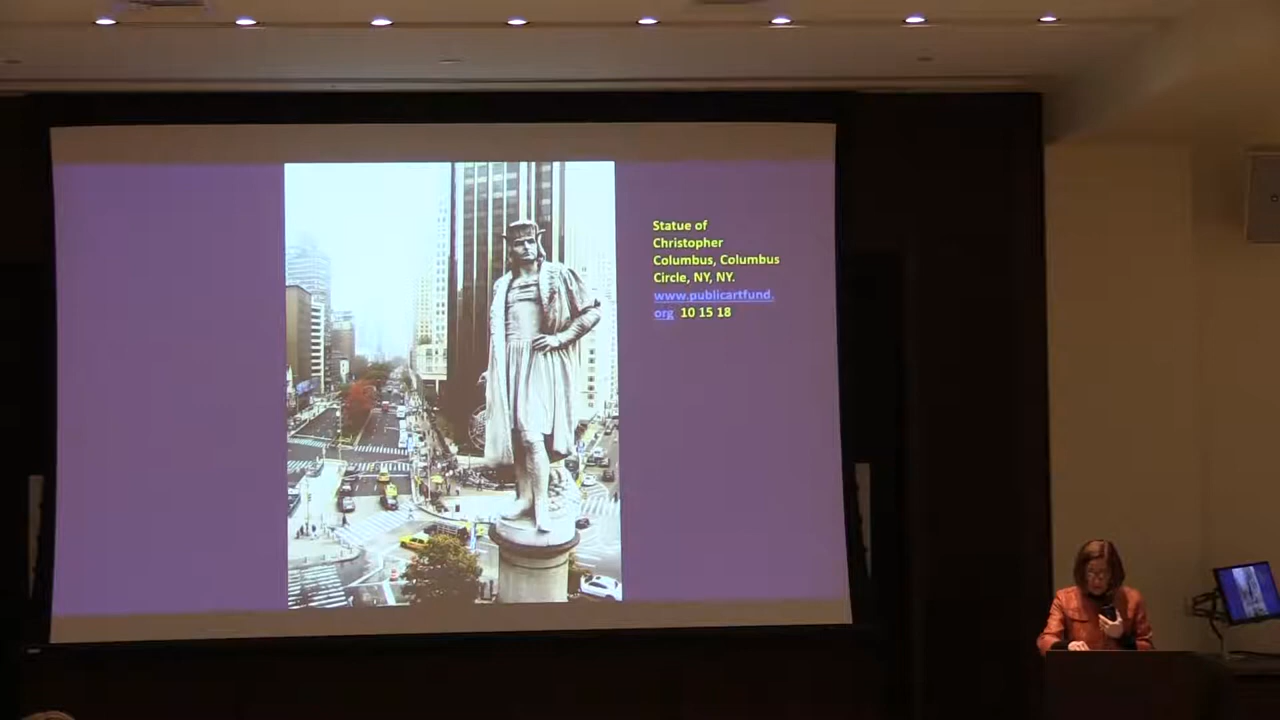 Statue of
Christopher
Columbus, Columbus
Circle, NY, NY.
www.publicartfund.
org 10 15 18